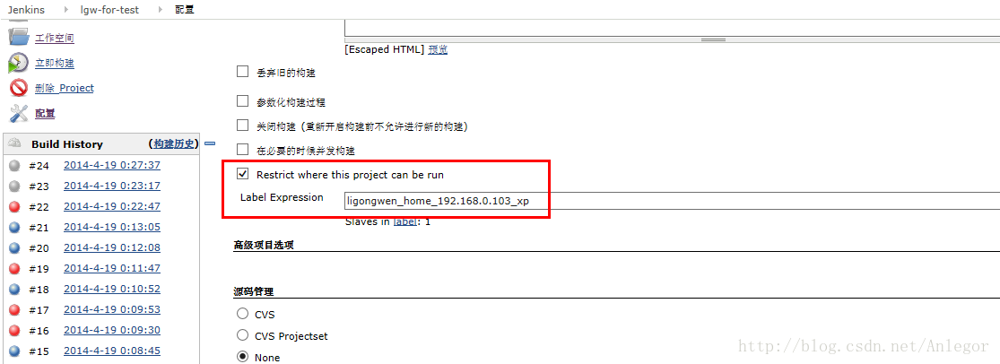 Jenkins lgw-for-test 配置
工作空间
立即构建
删除 Project
配置
Build History (构建历史)
#24 2014-4-19 0:27:37
#23 2014-4-19 0:23:17
#22 2014-4-19 0:22:47
#21 2014-4-19 0:13:05
#20 2014-4-19 0:12:08
#19 2014-4-19 0:11:47
#18 2014-4-19 0:10:52
#17 2014-4-19 0:09:53
#16 2014-4-19 0:09:30
#15 2014-4-19 0:08:45
[Escaped HTML] 预览
丢弃旧的构建
参数化构建过程
关闭构建 (重新开启构建前不允许进行新的构建)
在必要的时候并发构建
Restrict where this project can be run
Label Expression ligongwen_home_192.168.0.103_xp
Slaves in label: 1
高级项目选项
源码管理
CVS
CVS Projectset
None
http://blog.csdn.net/Anlegor